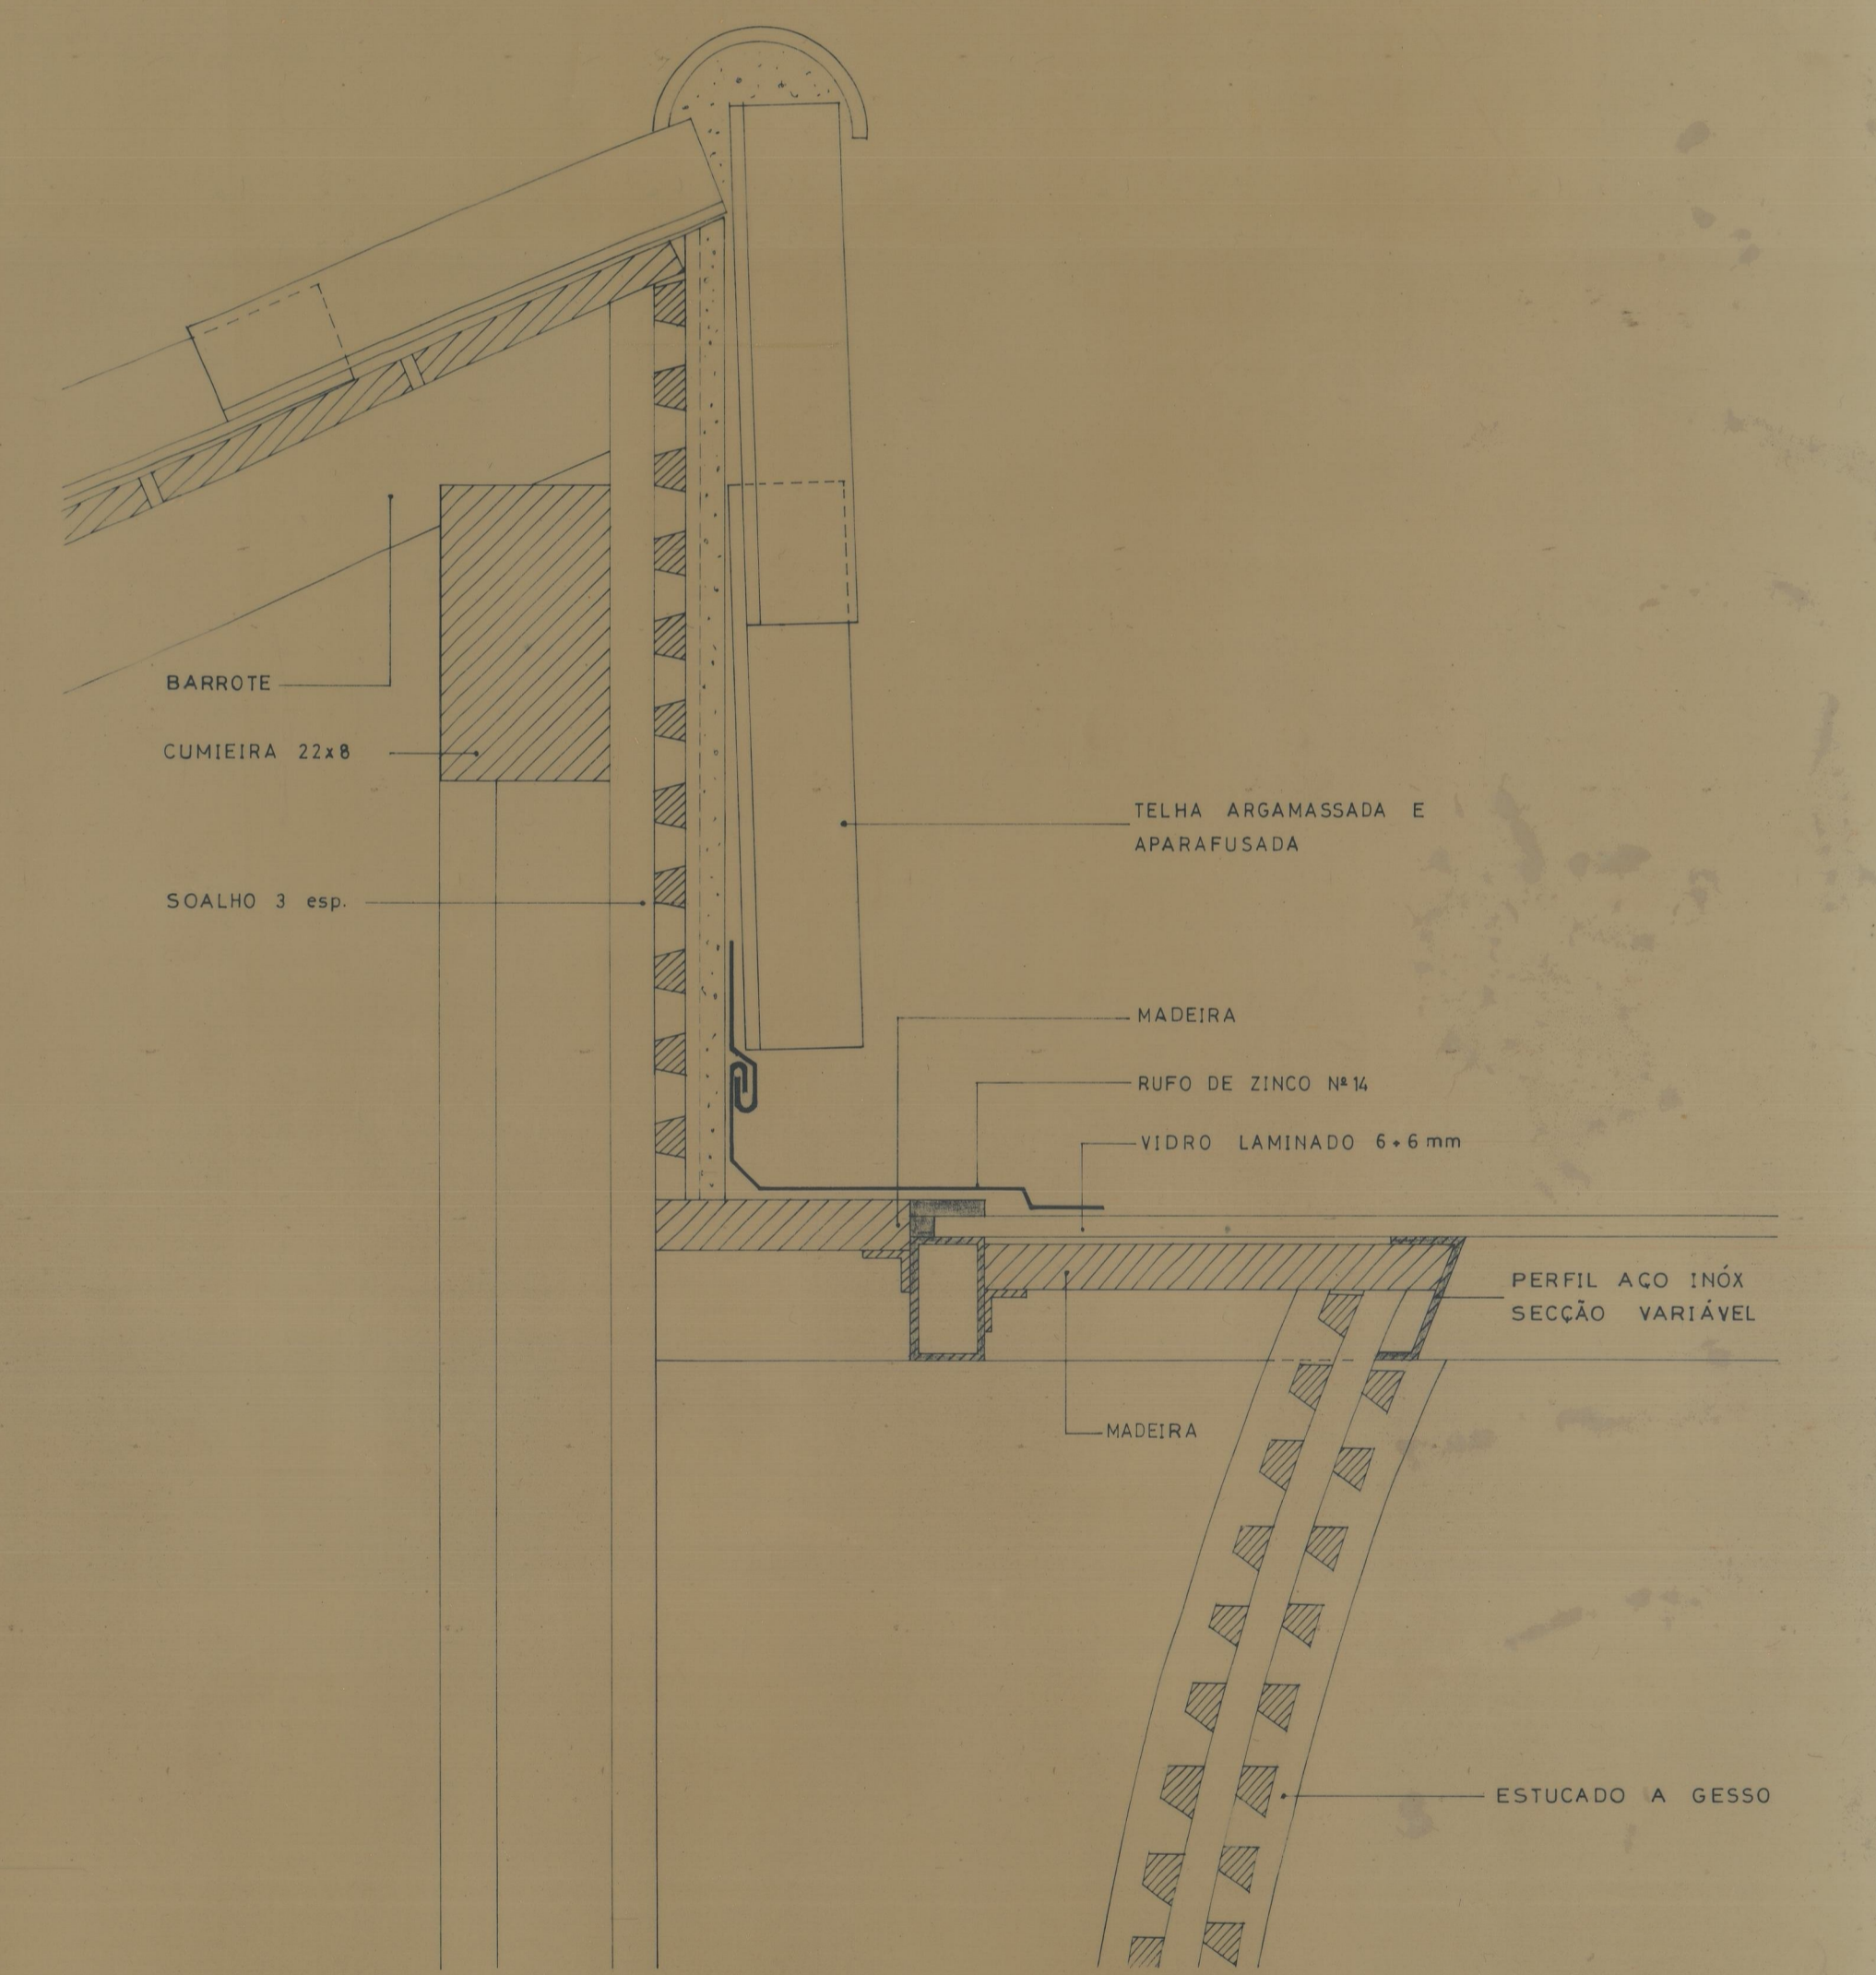 BARROTE
CUMIEIRA 22x8
SOALHO 3 esp.
TELHA ARGAMASSADA E
APARAFUSADA
MADEIRA
RUFO DE ZINCO Nº 14
VIDRO LAMINADO 6+6 mm
PERFIL AÇO INÓX
SECÇÃO VARIÁVEL
MADEIRA
ESTUCADO A GESSO